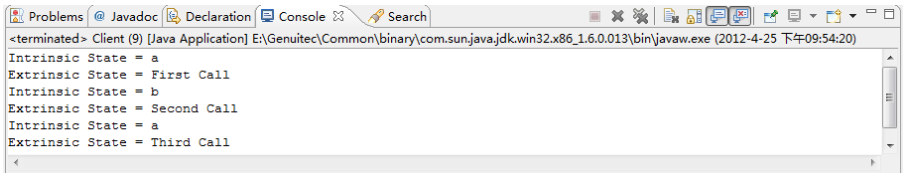 Problems @ Javadoc Declaration Console Search
<terminated> Client (9) [Java Application] E:\Genuitec\Common\binary\com.sun.java.jdk.win32.x86_1.6.0.013\bin\javaw.exe (2012-4-25 下午09:54:20)
Intrinsic State = a
Extrinsic State = First Call
Intrinsic State = b
Extrinsic State = Second Call
Intrinsic State = a
Extrinsic State = Third Call